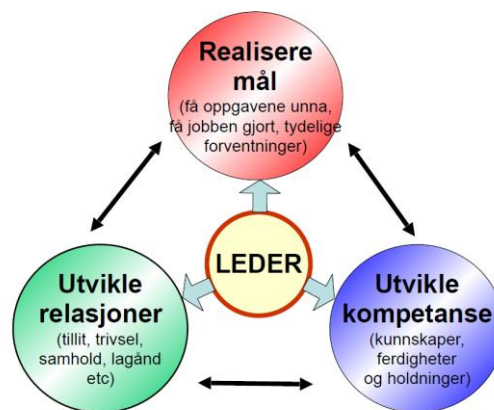 Realisere
mål
(få oppgavene unna,
få jobben gjort, tydelige
forventninger)
LEDER
Utvikle
relasjoner
(tillit, trivsel,
samhold, lagånd
etc)
Utvikle
kompetanse
(kunnskaper,
ferdigheter
og holdninger)